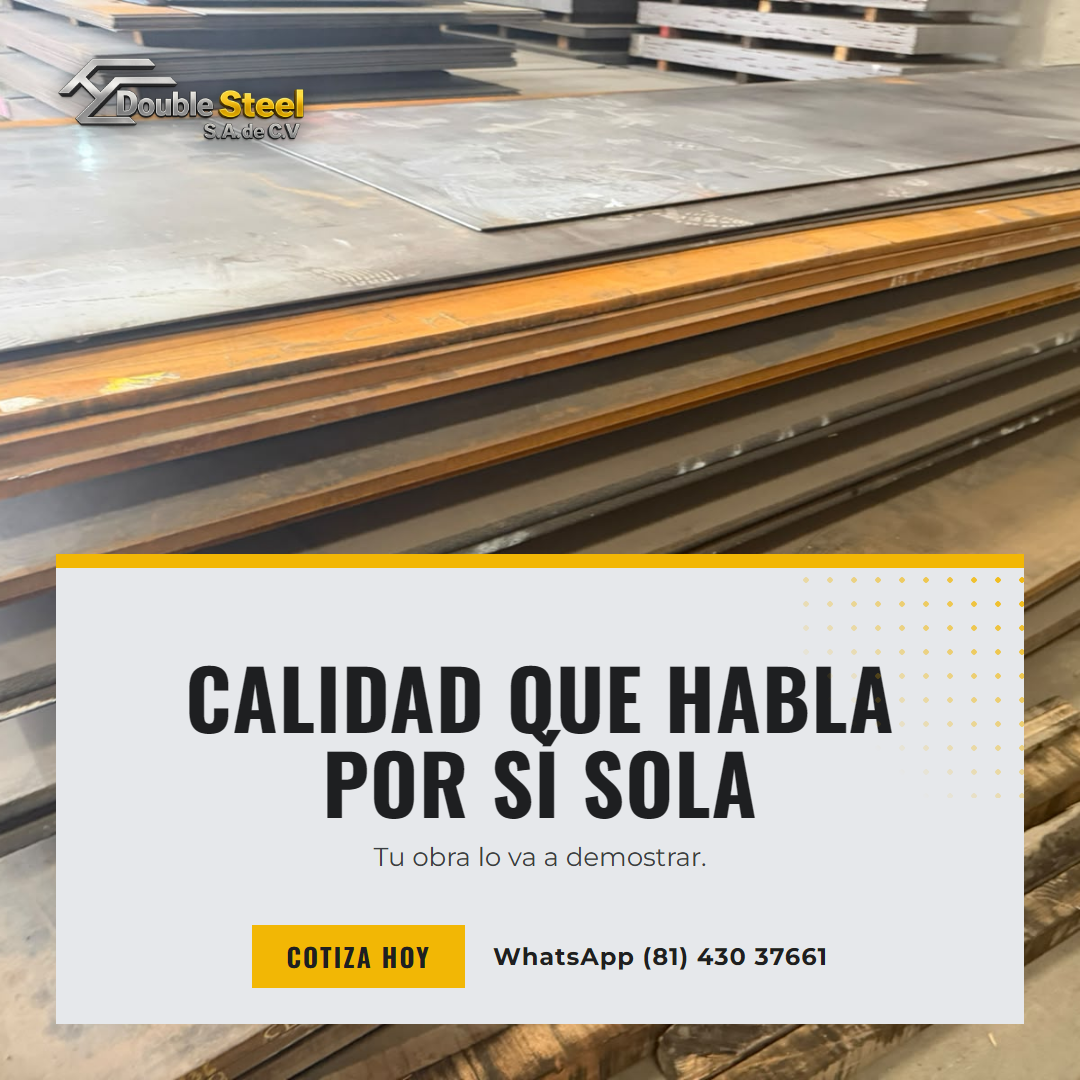 Double Steel
S.A. de C.V
CALIDAD QUE HABLA
POR SÍ SOLA
Tu obra lo va a demostrar.
COTIZA HOY
WhatsApp (81) 430 37661